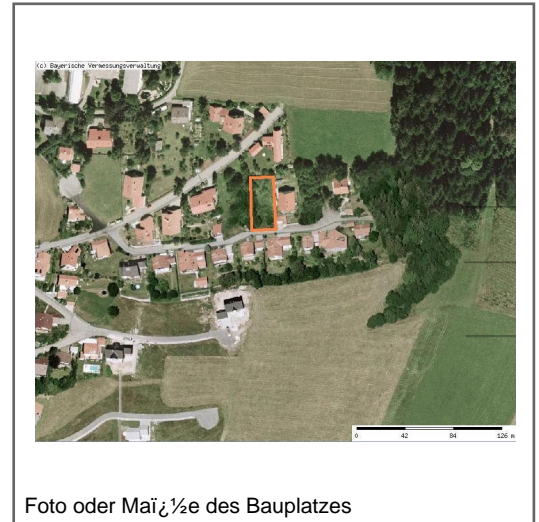 (c) Bayerische Vermessungsverwaltung
0 42 84 126 m
Foto oder Maï¿½e des Bauplatzes